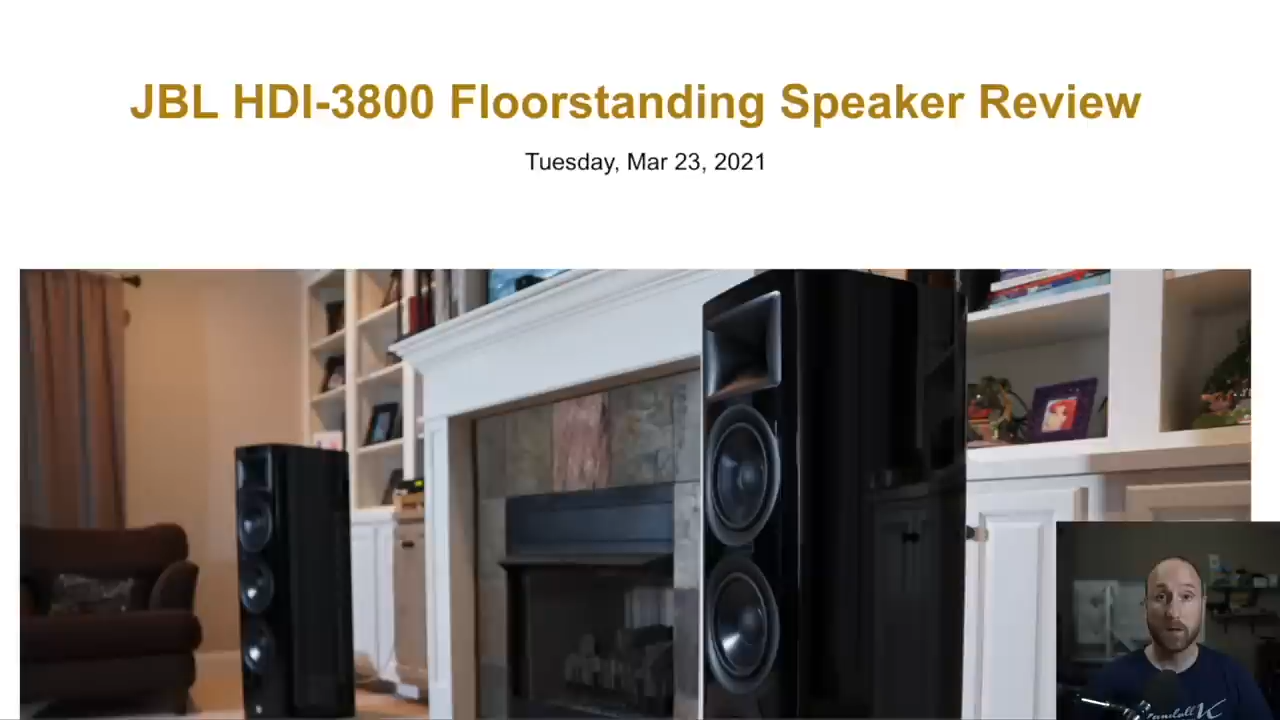 JBL HDI-3800 Floorstanding Speaker Review
Tuesday, Mar 23, 2021